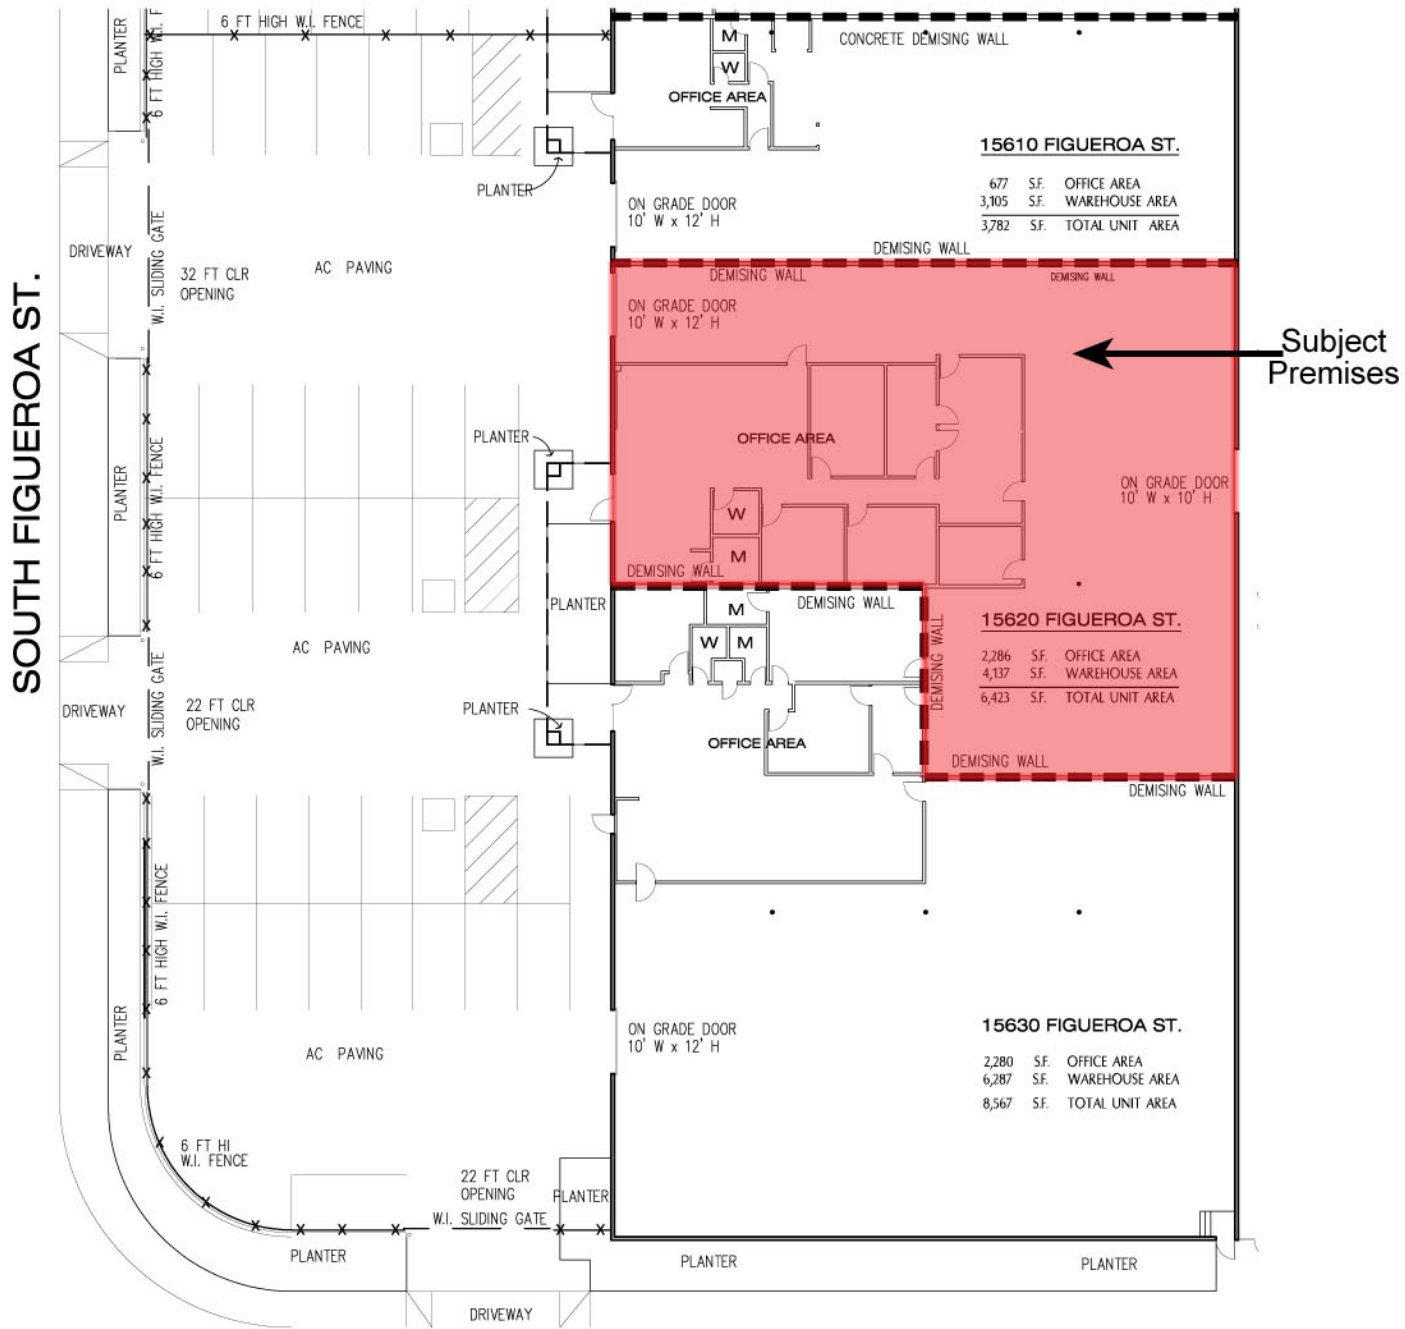 6 FT HIGH W.I. FENCE
PLANTER
6 FT HIGH W.I. F
M
W
OFFICE AREA
CONCRETE DEMISING WALL
15610 FIGUEROA ST.
677 S.F. OFFICE AREA
3,105 S.F. WAREHOUSE AREA
3,782 S.F. TOTAL UNIT AREA
PLANTER
ON GRADE DOOR
10' W x 12' H
DEMISING WALL
DRIVEWAY
W.I. SLIDING GATE
32 FT CLR
OPENING
AC PAVING
DEMISING WALL
DEMISING WALL
ON GRADE DOOR
10' W x 12' H
Subject
Premises
SOUTH FIGUEROA ST.
PLANTER
6 FT HIGH W.I. FENCE
PLANTER
OFFICE AREA
ON GRADE DOOR
10' W x 10' H
W
M
DEMISING WALL
PLANTER
DEMISING WALL
M
W
M
DEMISING WALL
15620 FIGUEROA ST.
2,286 S.F. OFFICE AREA
4,137 S.F. WAREHOUSE AREA
6,423 S.F. TOTAL UNIT AREA
AC PAVING
DRIVEWAY
W.I. SLIDING GATE
22 FT CLR
OPENING
PLANTER
OFFICE AREA
DEMISING WALL
DEMISING WALL
6 FT HIGH W.I. FENCE
PLANTER
AC PAVING
ON GRADE DOOR
10' W x 12' H
15630 FIGUEROA ST.
2,280 S.F. OFFICE AREA
6,287 S.F. WAREHOUSE AREA
8,567 S.F. TOTAL UNIT AREA
6 FT HI
W.I. FENCE
22 FT CLR
OPENING
PLANTER
W.I. SLIDING GATE
PLANTER
PLANTER
PLANTER
DRIVEWAY